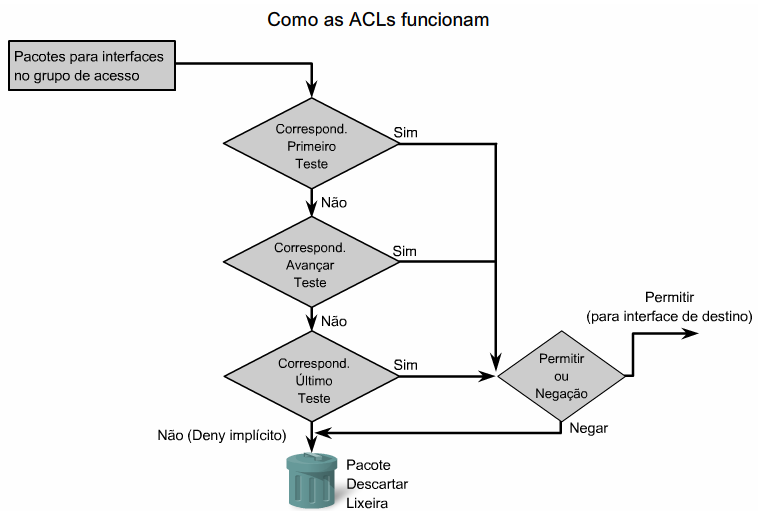 Como as ACLs funcionam
Pacotes para interfaces
no grupo de acesso
Correspond.
Primeiro
Teste
Sim
Não
Correspond.
Avançar
Teste
Sim
Não
Correspond.
Último
Teste
Sim
Permitir
ou
Negação
Permitir
(para interface de destino)
Negar
Não (Deny implícito)
Pacote
Descartar
Lixeira